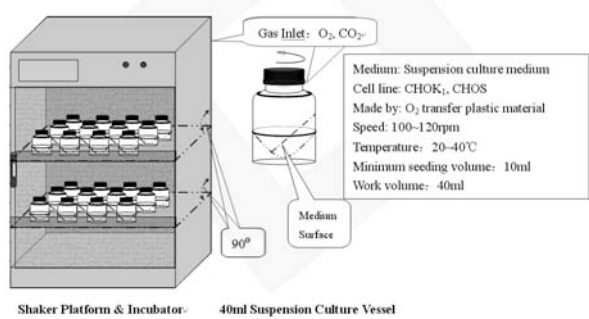 Gas Inlet：O2, CO2
Medium: Suspension culture medium
Cell line: CHOK1, CHOS
Made by: O2 transfer plastic material
Speed: 100~120rpm
Temperature：20~40℃
Minimum seeding volume：10ml
Work volume：40ml
Medium
Surface
90°
Shaker Platform & Incubator
40ml Suspension Culture Vessel